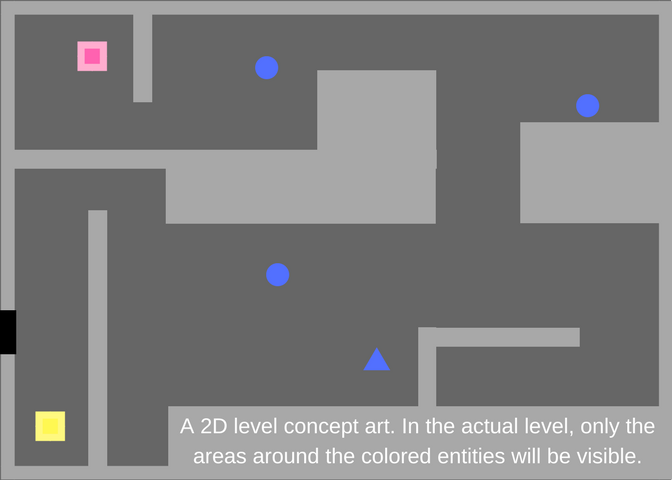 A 2D level concept art. In the actual level, only the
areas around the colored entities will be visible.